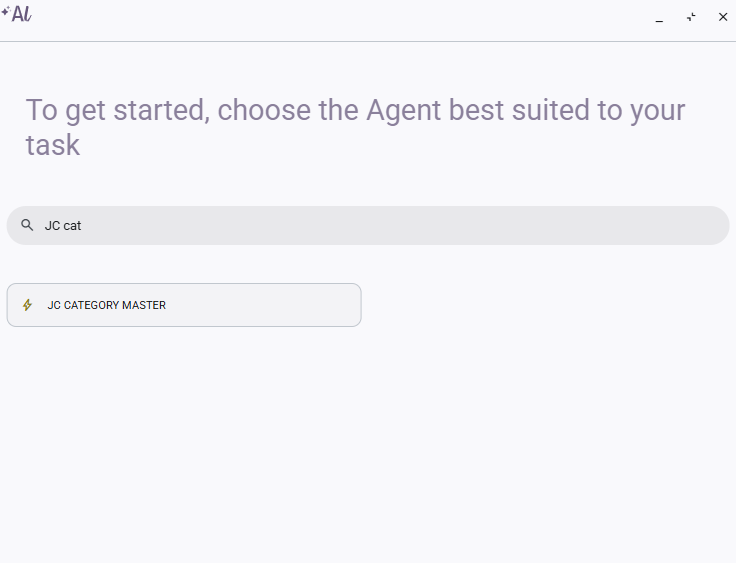 AI
To get started, choose the Agent best suited to your
task
JC cat
JC CATEGORY MASTER